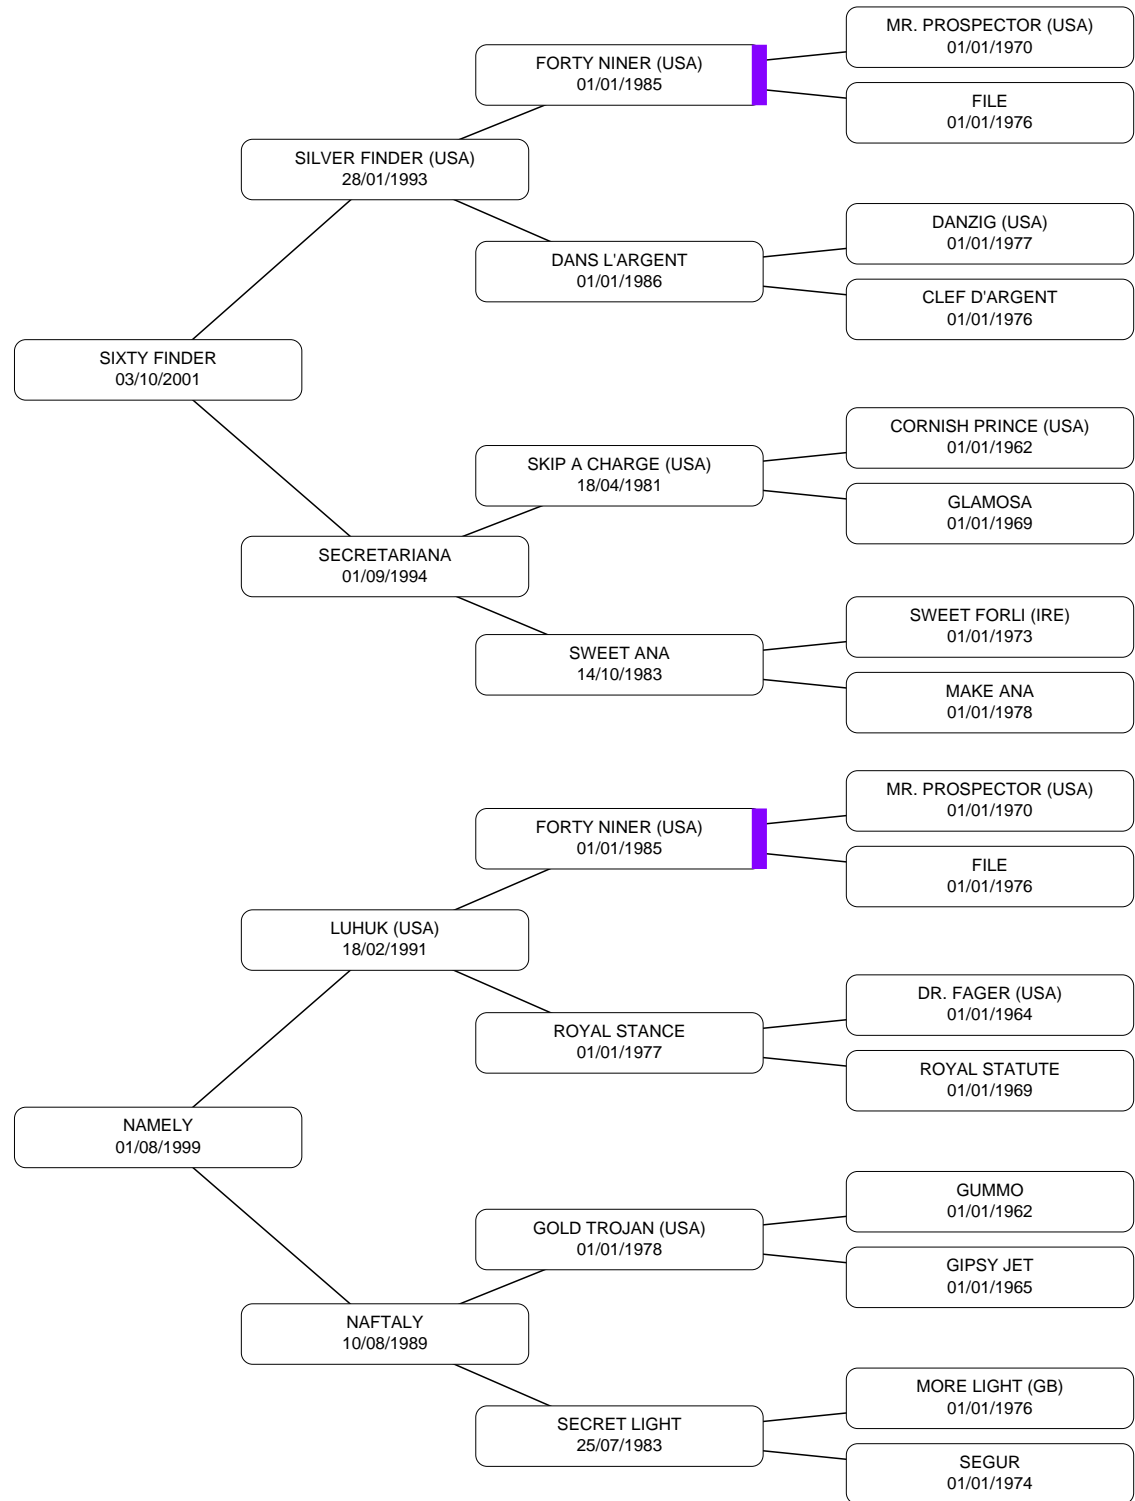 MR. PROSPECTOR (USA)
01/01/1970
FORTY NINER (USA)
01/01/1985
FILE
01/01/1976
SILVER FINDER (USA)
28/01/1993
DANZIG (USA)
01/01/1977
DANS L'ARGENT
01/01/1986
CLEF D'ARGENT
01/01/1976
SIXTY FINDER
03/10/2001
CORNISH PRINCE (USA)
01/01/1962
SKIP A CHARGE (USA)
18/04/1981
GLAMOSA
01/01/1969
SECRETARIANA
01/09/1994
SWEET FORLI (IRE)
01/01/1973
SWEET ANA
14/10/1983
MAKE ANA
01/01/1978
MR. PROSPECTOR (USA)
01/01/1970
FORTY NINER (USA)
01/01/1985
FILE
01/01/1976
LUHUK (USA)
18/02/1991
DR. FAGER (USA)
01/01/1964
ROYAL STANCE
01/01/1977
ROYAL STATUTE
01/01/1969
NAMELY
01/08/1999
GUMMO
01/01/1962
GOLD TROJAN (USA)
01/01/1978
GIPSY JET
01/01/1965
NAFTALY
10/08/1989
MORE LIGHT (GB)
01/01/1976
SECRET LIGHT
25/07/1983
SEGUR
01/01/1974